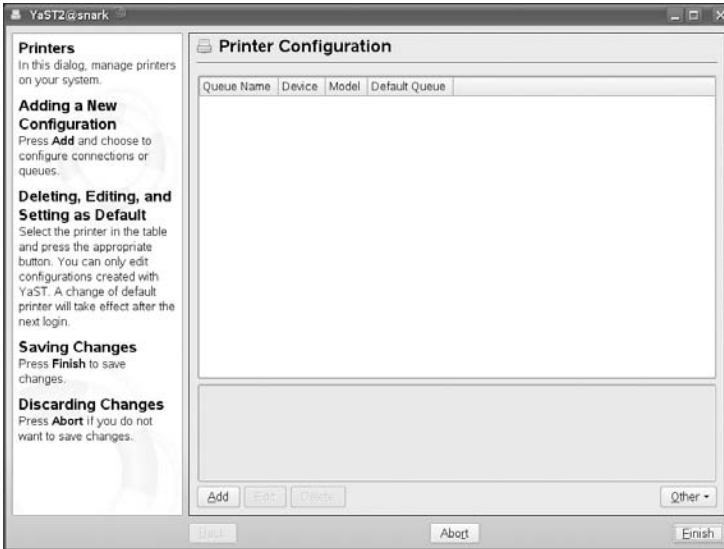 YaST2@snark
Printers
In this dialog, manage printers
on your system.
Adding a New
Configuration
Press Add and choose to
configure connections or
queues.
Deleting, Editing, and
Setting as Default
Select the printer in the table
and press the appropriate
button. You can only edit
configurations created with
YaST. A change of default
printer will take effect after the
next login.
Saving Changes
Press Finish to save
changes.
Discarding Changes
Press Abort if you do not
want to save changes.
Printer Configuration
Queue Name Device Model Default Queue
Add Edit Delete Other
Back Abort Finish